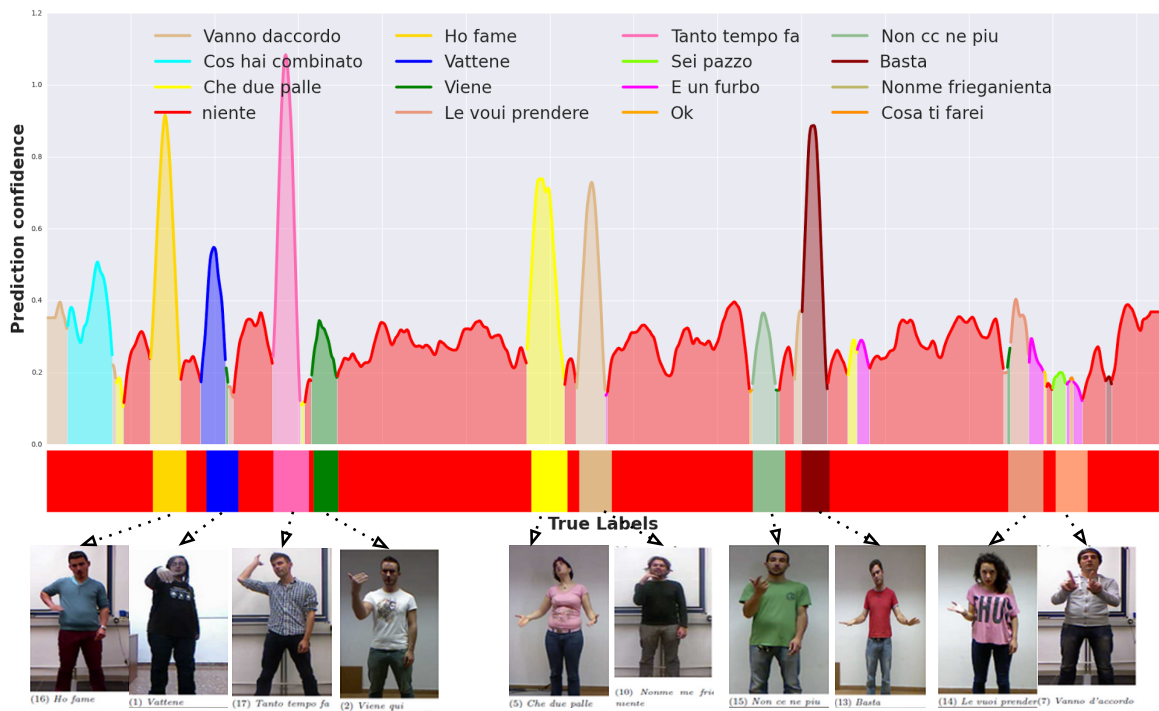 1.2
Vanno daccordo Ho fame Tanto tempo fa Non cc ne piu
Cos hai combinato Vattene Sei pazzo Basta
Che due palle Viene E un furbo Nonme frieganienta
niente Le voui prendere Ok Cosa ti farei
1.0
0.8
0.6
0.4
0.2
0.0
Prediction confidence
True Labels
(16) Ho fame
(1) Vattene
(17) Tanto tempo fa
(2) Viene qui
(5) Che due palle
(10) Nonme me frie
niente
(15) Non ce ne piu
(13) Basta
(14) Le vuoi prender
(7) Vanno d'accordo